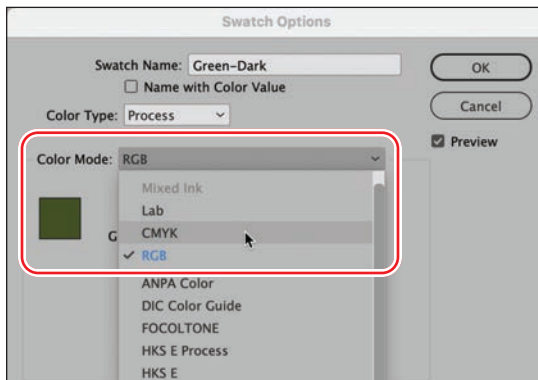 Swatch Options
Swatch Name: Green-Dark
OK
Name with Color Value
Cancel
Color Type: Process
Preview
Color Mode: RGB
Mixed Ink
Lab
G
CMYK
RGB
ANPA Color
DIC Color Guide
FOCOLTONE
HKS E Process
HKS E